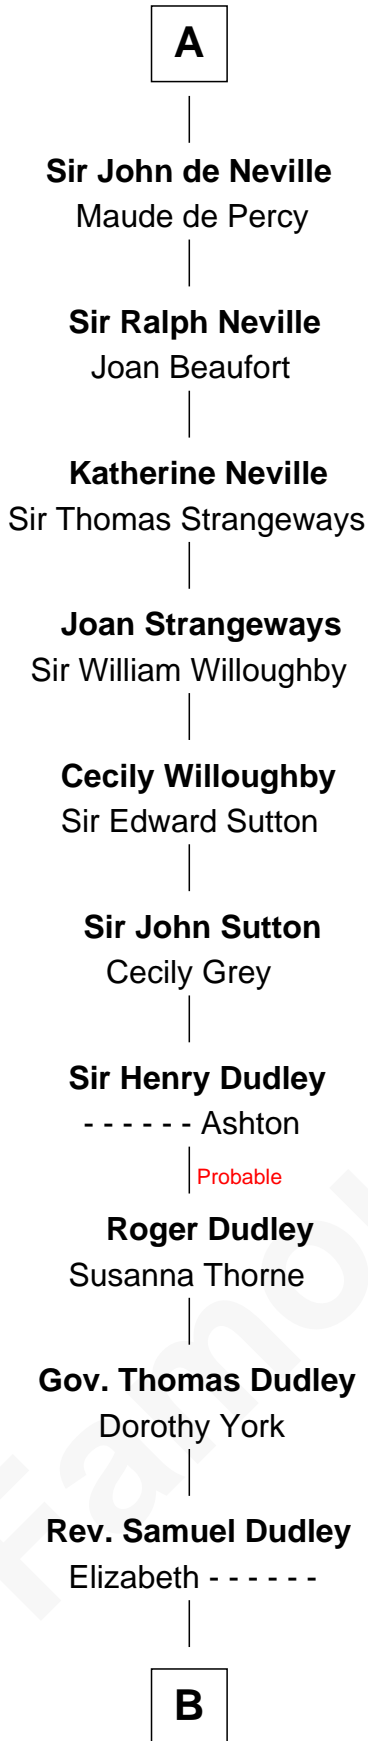 A
Sir John de Neville
Maude de Percy
Sir Ralph Neville
Joan Beaufort
Katherine Neville
Sir Thomas Strangeways
Joan Strangeways
Sir William Willoughby
Cecily Willoughby
Sir Edward Sutton
Sir John Sutton
Cecily Grey
Sir Henry Dudley
- - - - - - Ashton
Probable
Roger Dudley
Susanna Thorne
Gov. Thomas Dudley
Dorothy York
Rev. Samuel Dudley
Elizabeth - - - - - -
B